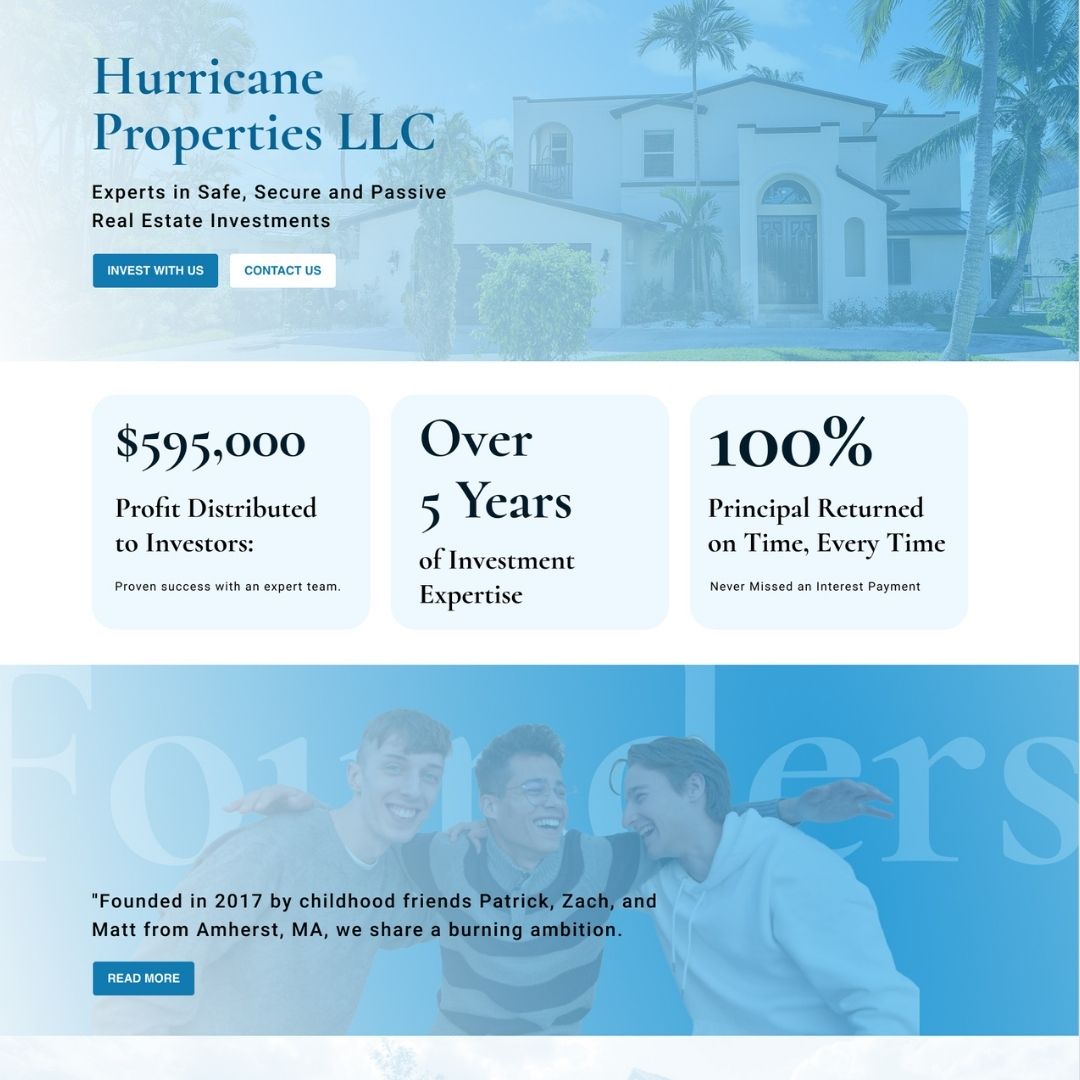 Hurricane
Properties LLC
Experts in Safe, Secure and Passive
Real Estate Investments
INVEST WITH US
CONTACT US
$595,000
Profit Distributed
to Investors:
Proven success with an expert team.
Over
5 Years
of Investment
Expertise
100%
Principal Returned
on Time, Every Time
Never Missed an Interest Payment
Founders
"Founded in 2017 by childhood friends Patrick, Zach, and
Matt from Amherst, MA, we share a burning ambition.
READ MORE